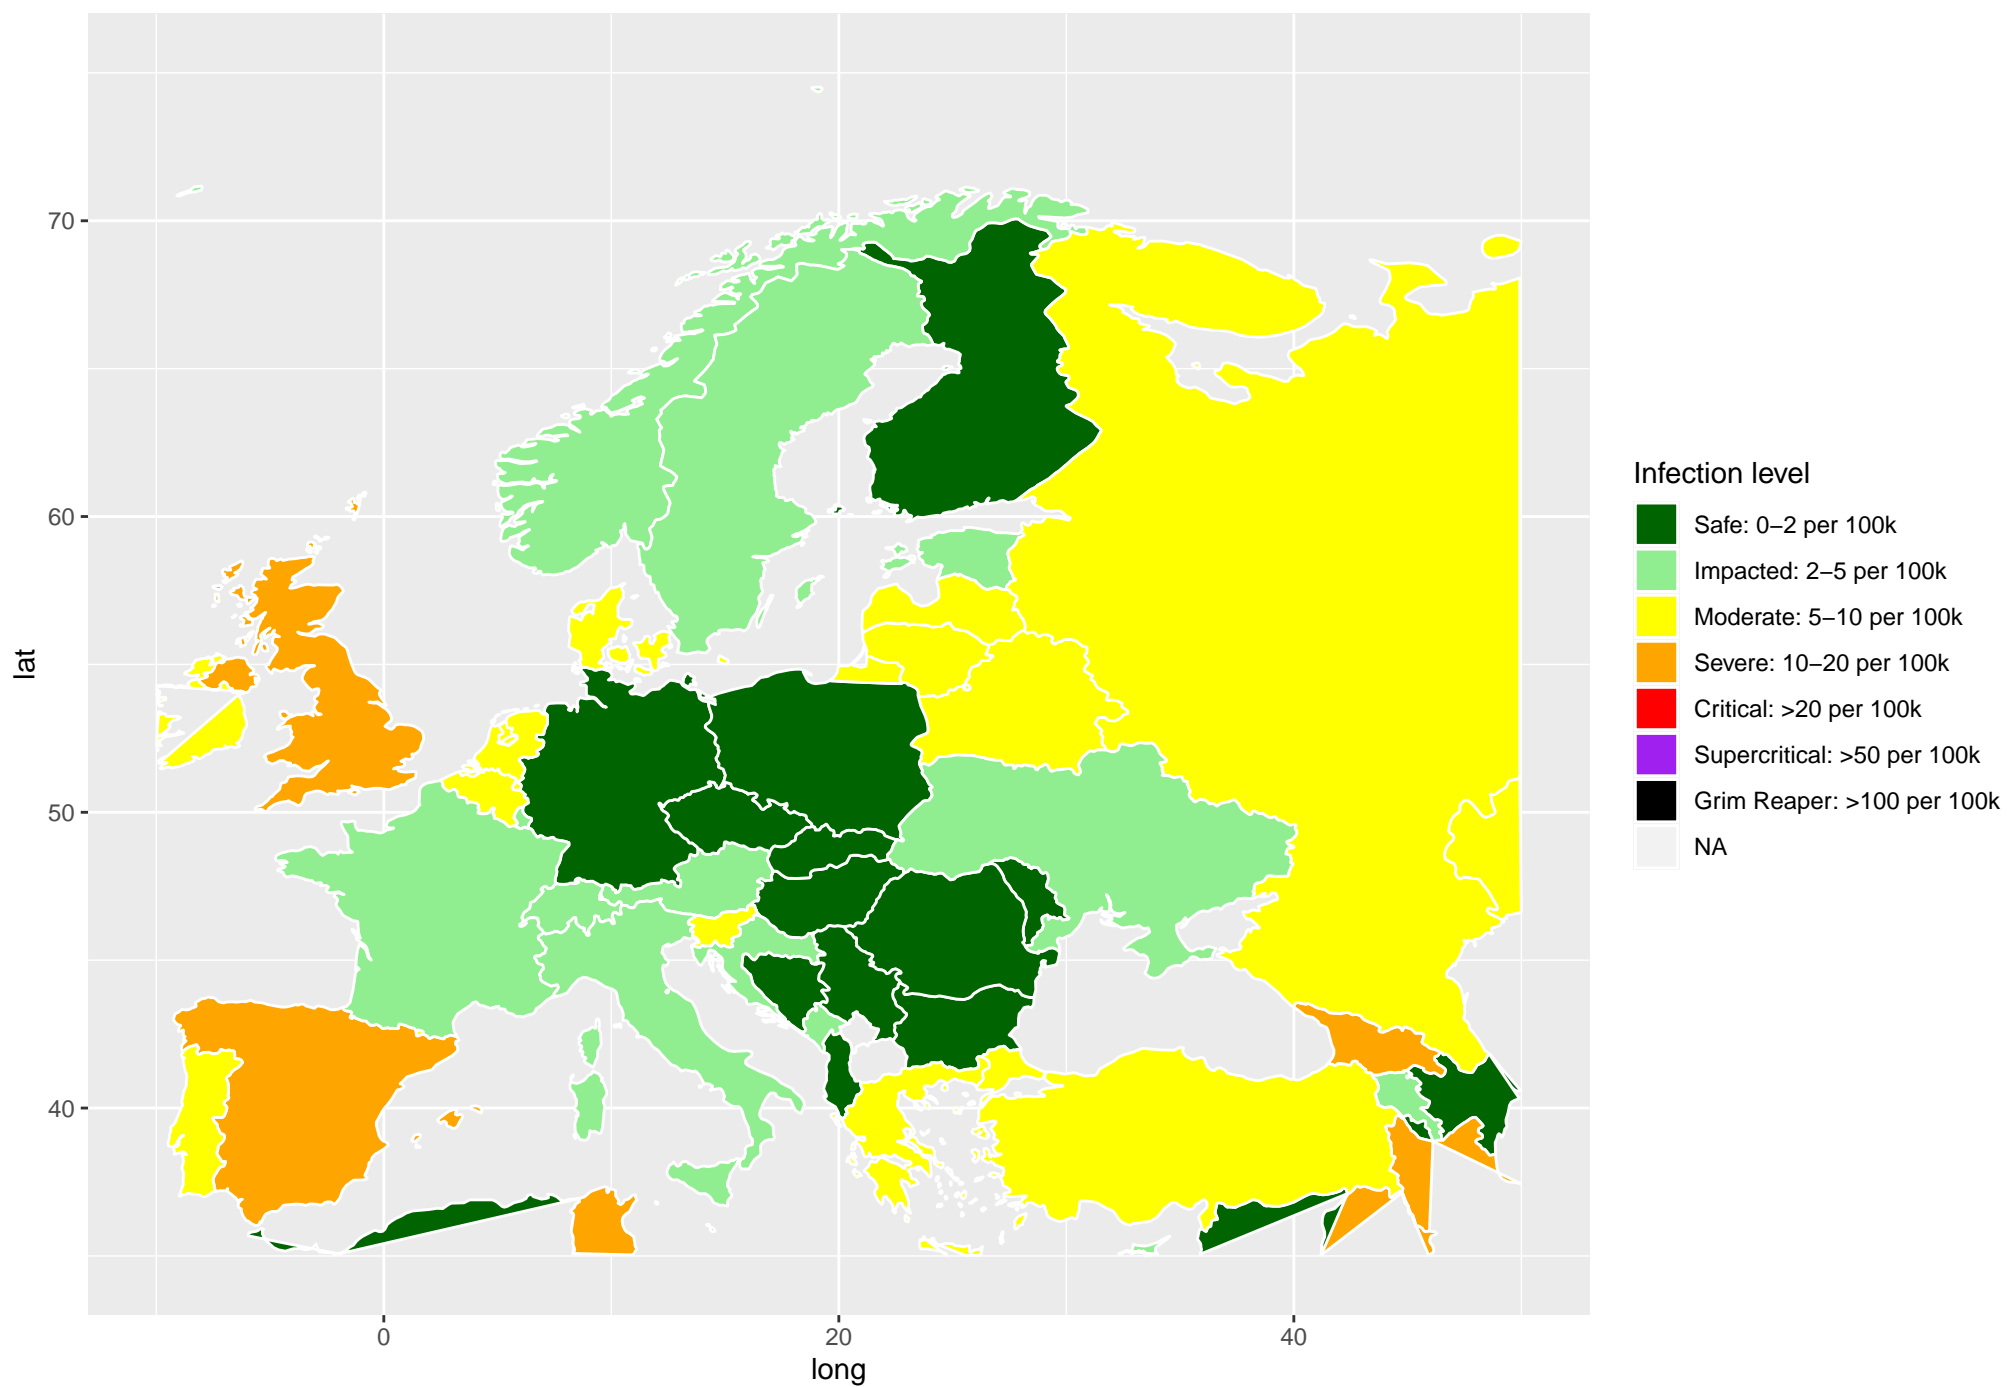 70
60
50
40
lat
0
20
40
long
Infection level
Safe: 0−2 per 100k
Impacted: 2−5 per 100k
Moderate: 5−10 per 100k
Severe: 10−20 per 100k
Critical: >20 per 100k
Supercritical: >50 per 100k
Grim Reaper: >100 per 100k
NA